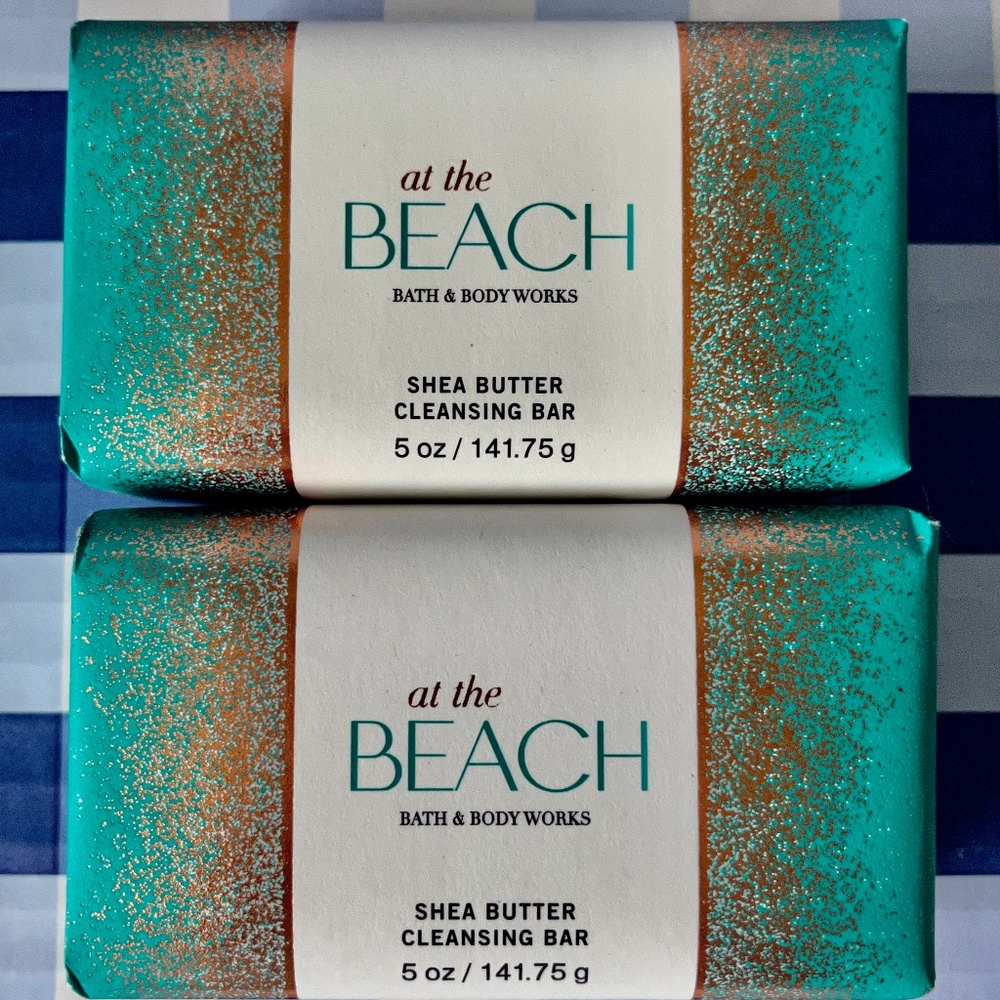 at the
BEACH
BATH & BODY WORKS
SHEA BUTTER
CLEANSING BAR
5 oz / 141.75 g
at the
BEACH
BATH & BODY WORKS
SHEA BUTTER
CLEANSING BAR
5 oz / 141.75 g